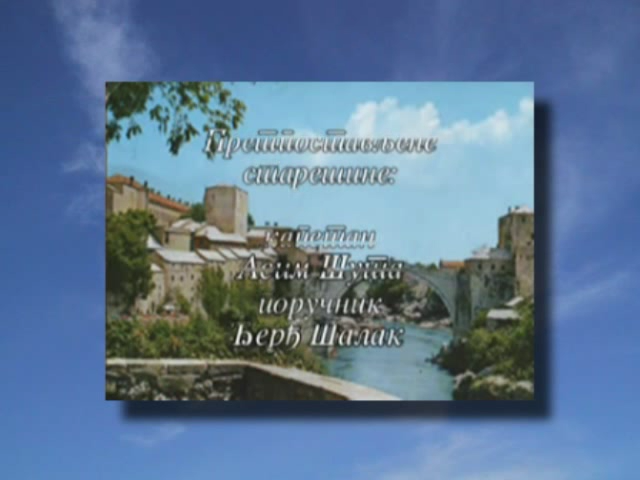 Претпостављене
старешине:
капетан
Асим Шута
поручник
Ђерђ Шалак